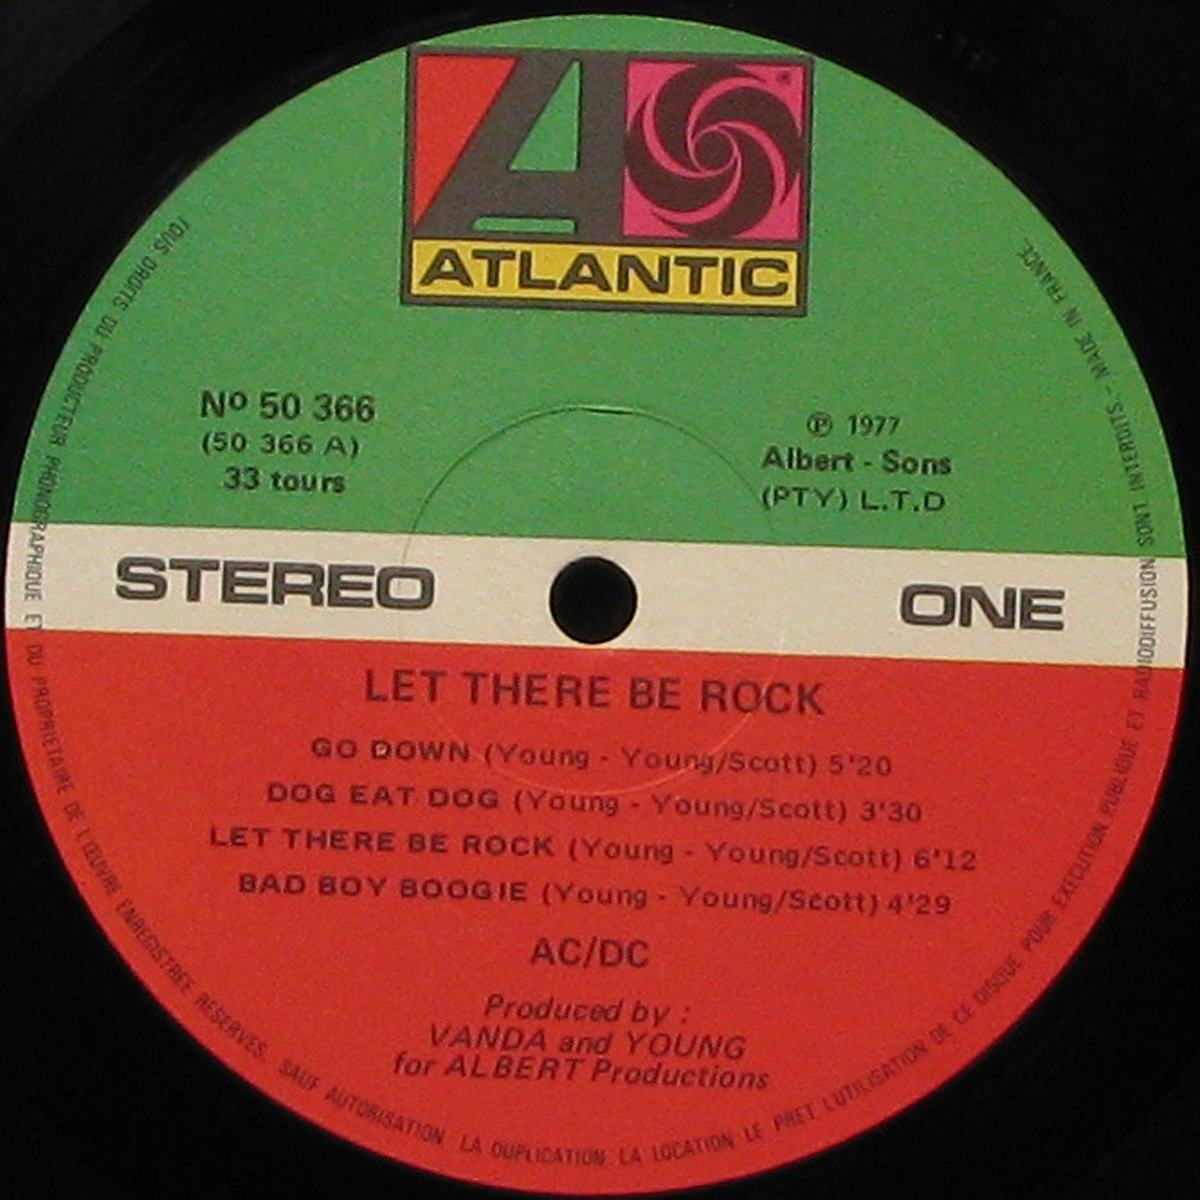 ATLANTIC
Nº 50 366
(50 366 A)
33 tours
℗ 1977
Albert - Sons
(PTY) L.T.D
STEREO
ONE
LET THERE BE ROCK
GO DOWN (Young - Young/Scott) 5'20
DOG EAT DOG (Young - Young/Scott) 3'30
LET THERE BE ROCK (Young - Young/Scott) 6'12
BAD BOY BOOGIE (Young - Young/Scott) 4'29
AC/DC
Produced by :
VANDA and YOUNG
for ALBERT Productions
TOUS DROITS DU PRODUCTEUR PHONOGRAPHIQUE ET DU PROPRIETAIRE DE L'ŒUVRE ENREGISTREE RESERVES. SAUF AUTORISATION, LA DUPLICATION, LA LOCATION, LE PRET, L'UTILISATION DE CE DISQUE POUR EXECUTION PUBLIQUE ET RADIODIFFUSION SONT INTERDITS. - MADE IN FRANCE